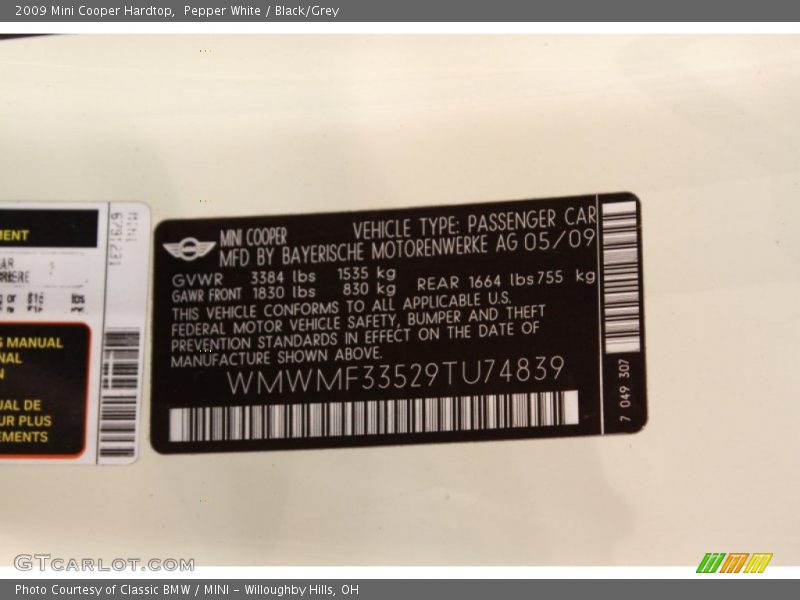 2009 Mini Cooper Hardtop,  Pepper White / Black/Grey
MENT
S MANUAL
NAL
N
UAL DE
UR PLUS
EMENTS
MINI COOPER VEHICLE TYPE: PASSENGER CAR
MFD BY BAYERISCHE MOTORENWERKE AG 05/09
GVWR 3384 lbs 1535 kg
GAWR FRONT 1830 lbs 830 kg REAR 1664 lbs 755 kg
THIS VEHICLE CONFORMS TO ALL APPLICABLE U.S.
FEDERAL MOTOR VEHICLE SAFETY, BUMPER AND THEFT
PREVENTION STANDARDS IN EFFECT ON THE DATE OF
MANUFACTURE SHOWN ABOVE.
WMWMF33529TU74839
7 049 307
GTCARLOT.COM
Photo Courtesy of Classic BMW / MINI - Willoughby Hills, OH